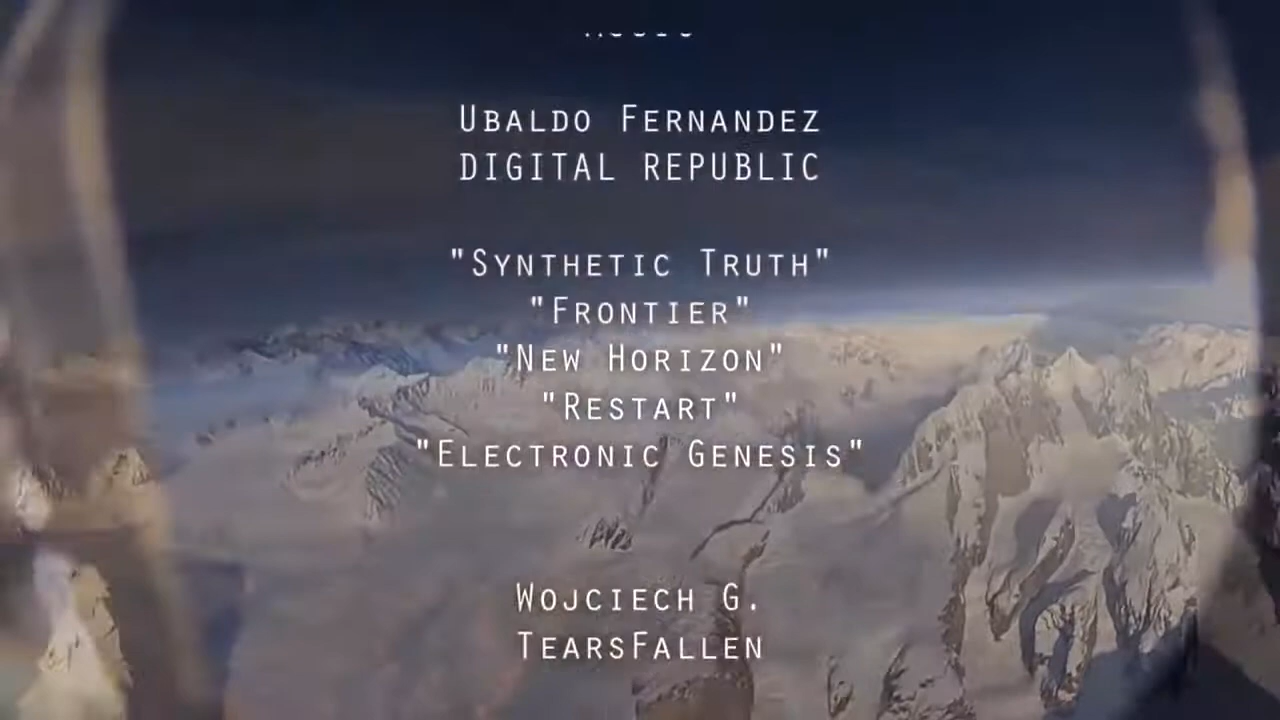 Ubaldo Fernandez
DIGITAL REPUBLIC
"Synthetic Truth"
"Frontier"
"New Horizon"
"Restart"
"Electronic Genesis"
Wojciech G.
TearsFallen